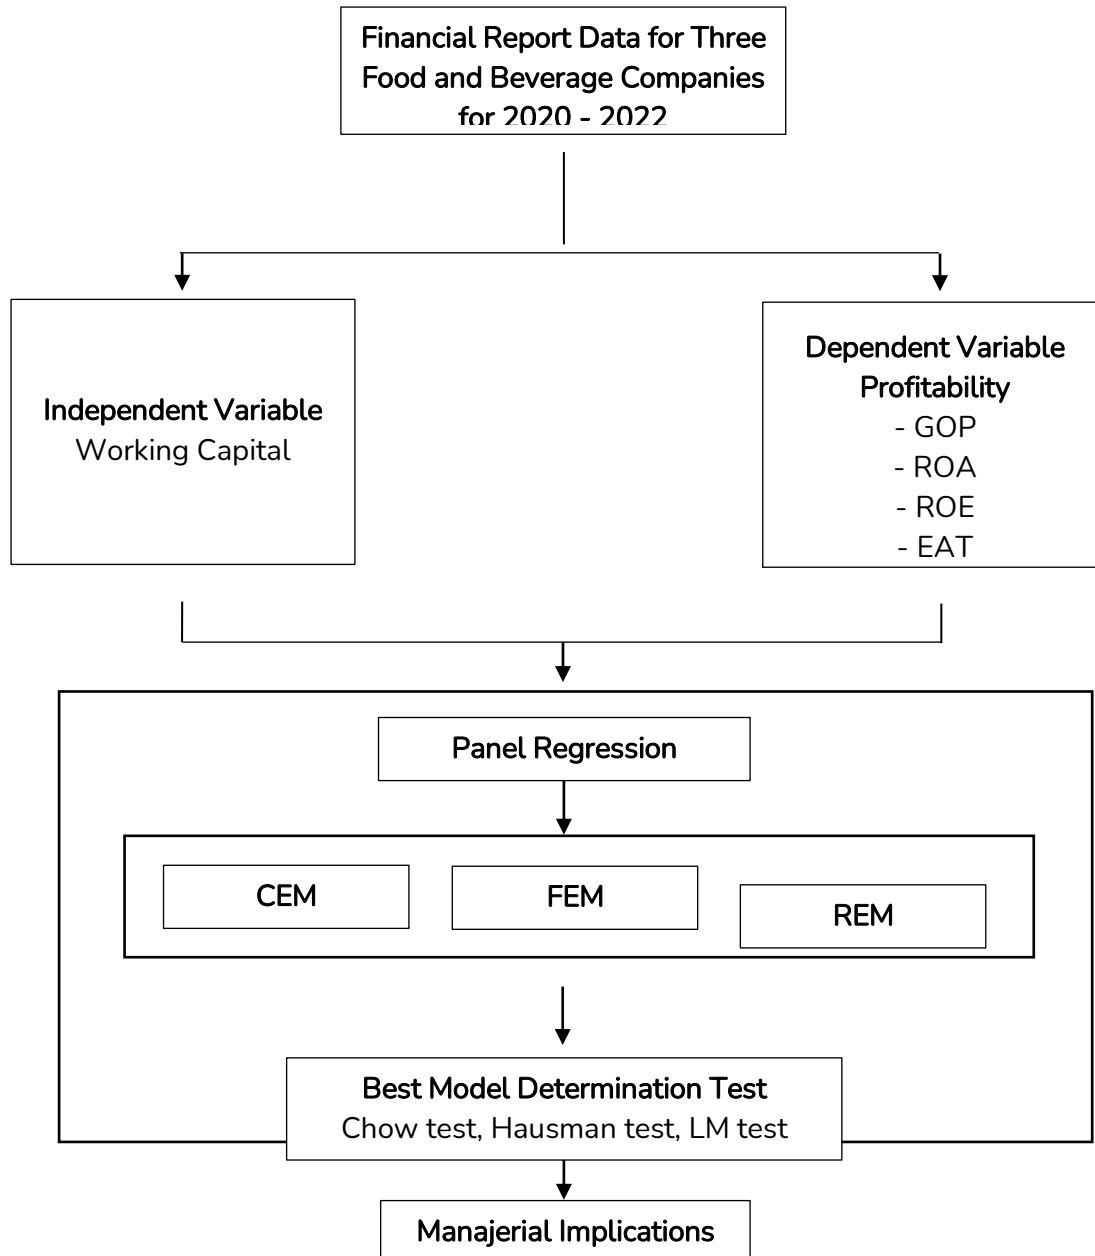 Financial Report Data for Three
Food and Beverage Companies
for 2020 - 2022
Independent Variable
Working Capital
Dependent Variable
Profitability
- GOP
- ROA
- ROE
- EAT
Panel Regression
CEM
FEM
REM
Best Model Determination Test
Chow test, Hausman test, LM test
Manajerial Implications